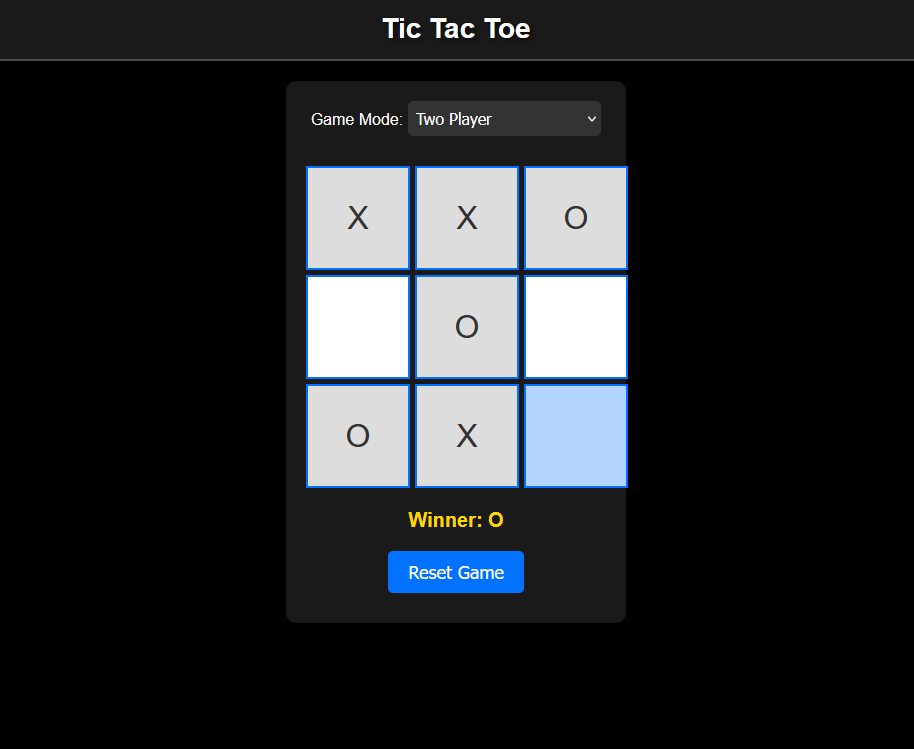 Tic Tac Toe
Game Mode: Two Player
X X O
O
O X
Winner: O
Reset Game